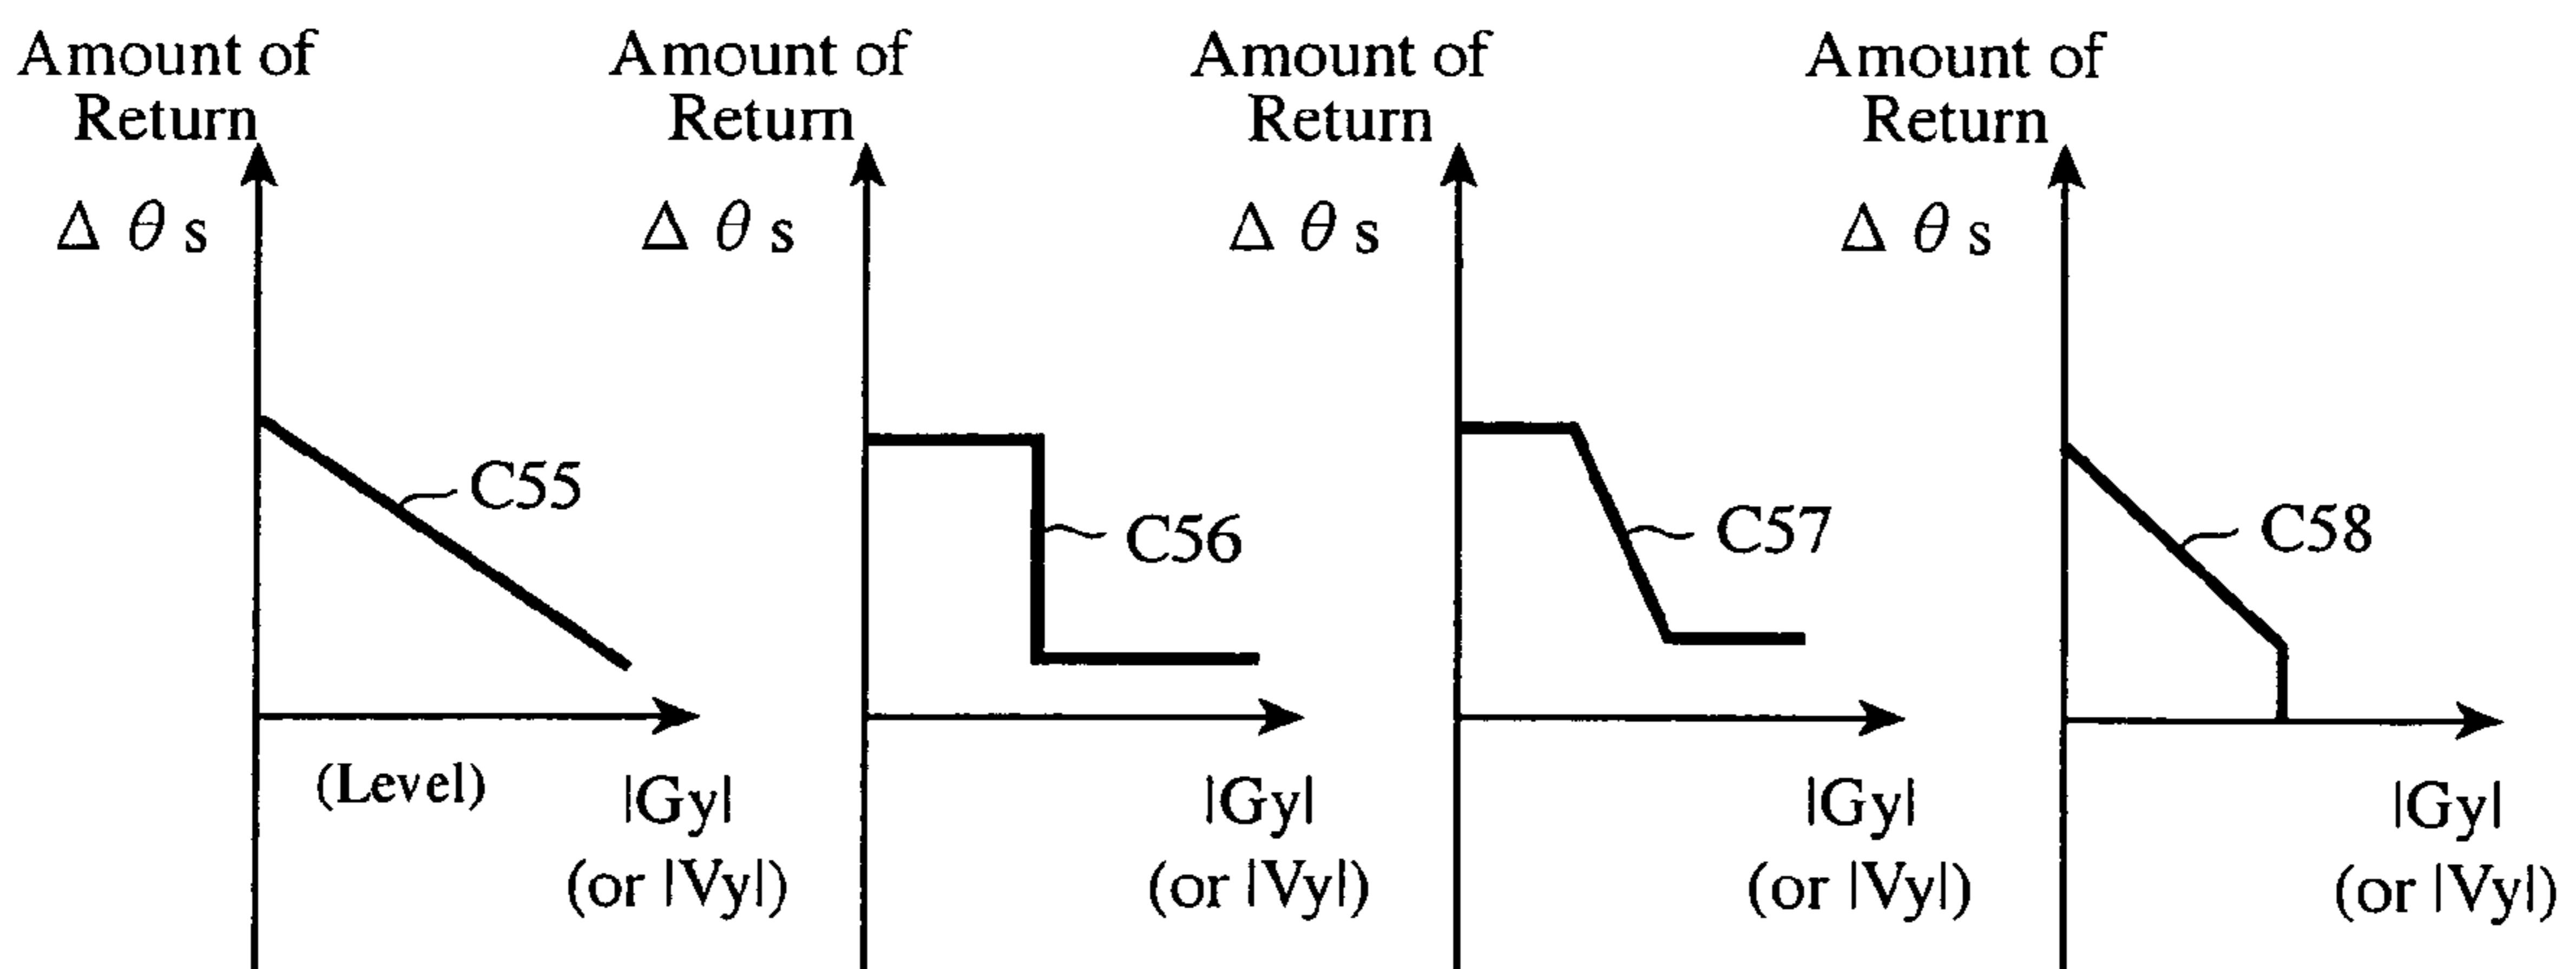 Amount of
Return
Δ θ s
C55
(Level)
|Gy|
(or |Vy|)
Amount of
Return
Δ θ s
C56
|Gy|
(or |Vy|)
Amount of
Return
Δ θ s
C57
|Gy|
(or |Vy|)
Amount of
Return
Δ θ s
C58
|Gy|
(or |Vy|)